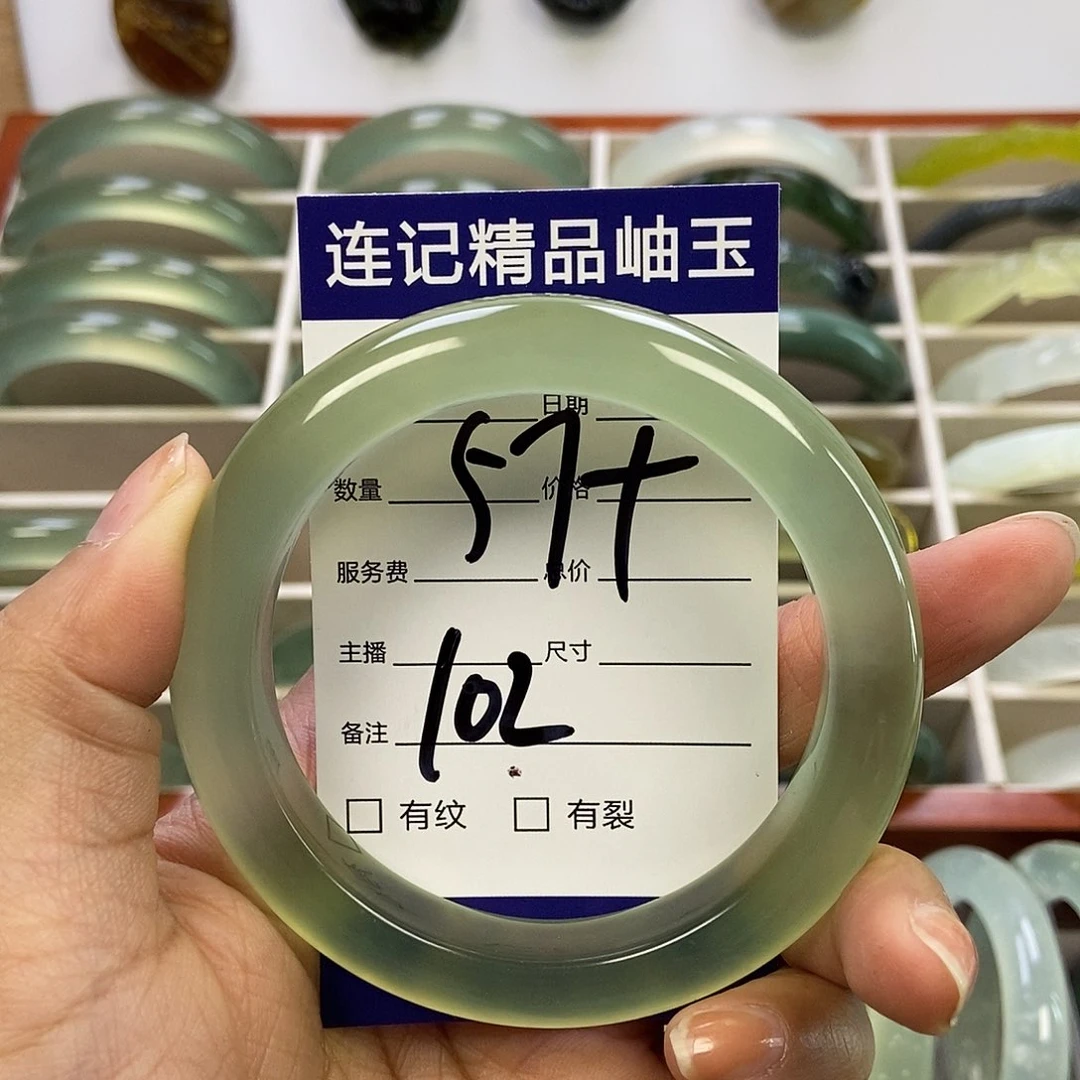 连记精品岫玉
日期
57+
数量 价格
服务费 总价
主播 尺寸
102
备注
□ 有纹 □ 有裂